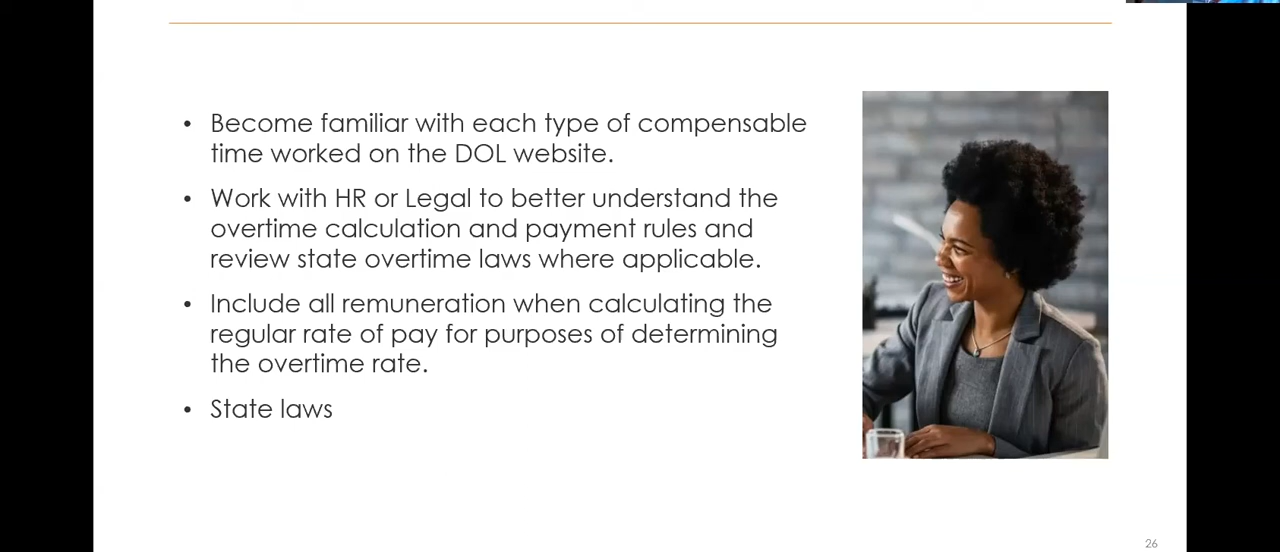 • Become familiar with each type of compensable
time worked on the DOL website.
• Work with HR or Legal to better understand the
overtime calculation and payment rules and
review state overtime laws where applicable.
• Include all remuneration when calculating the
regular rate of pay for purposes of determining
the overtime rate.
• State laws
26